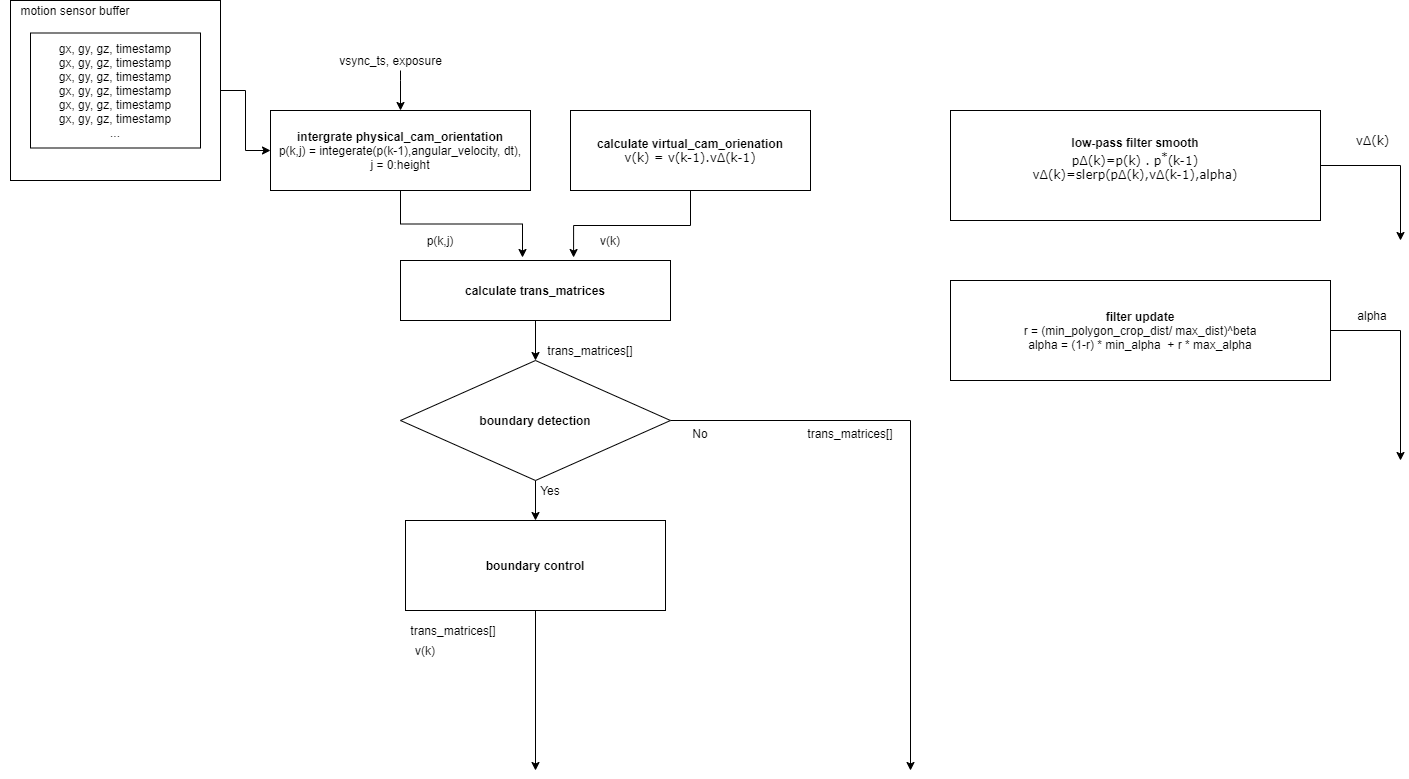 motion sensor buffer
gx, gy, gz, timestamp
gx, gy, gz, timestamp
gx, gy, gz, timestamp
gx, gy, gz, timestamp
gx, gy, gz, timestamp
gx, gy, gz, timestamp
...
vsync_ts, exposure
intergrate physical_cam_orientation
p(k,j) = integerate(p(k-1),angular_velocity, dt),
j = 0:height
calculate virtual_cam_orienation
v(k) = v(k-1).vΔ(k-1)
low-pass filter smooth
pΔ(k)=p(k) . p*(k-1)
vΔ(k)=slerp(pΔ(k),vΔ(k-1),alpha)
vΔ(k)
p(k,j)
v(k)
calculate trans_matrices
filter update
r = (min_polygon_crop_dist/ max_dist)^beta
alpha = (1-r) * min_alpha + r * max_alpha
alpha
trans_matrices[]
boundary detection
No
trans_matrices[]
Yes
boundary control
trans_matrices[]
v(k)